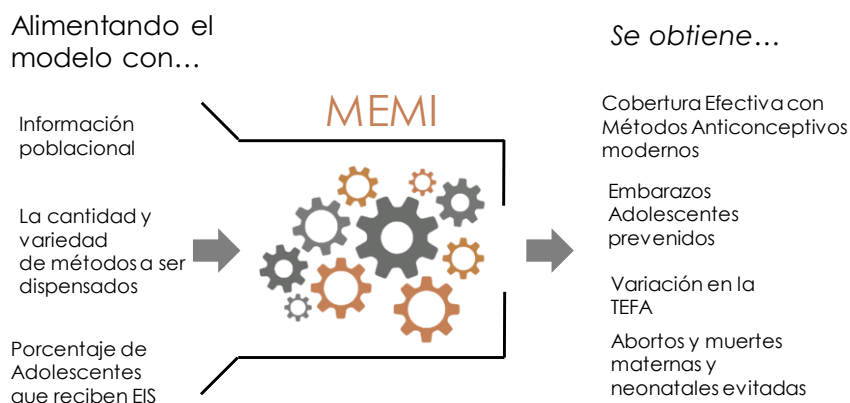 Alimentando el
modelo con…
Información
poblacional
La cantidad y
variedad
de métodos a ser
dispensados
Porcentaje de
Adolescentes
que reciben EIS
MEMI
Se obtiene…
Cobertura Efectiva con
Métodos Anticonceptivos
modernos
Embarazos
Adolescentes
prevenidos
Variación en la
TEFA
Abortos y muertes
maternas y
neonatales evitadas